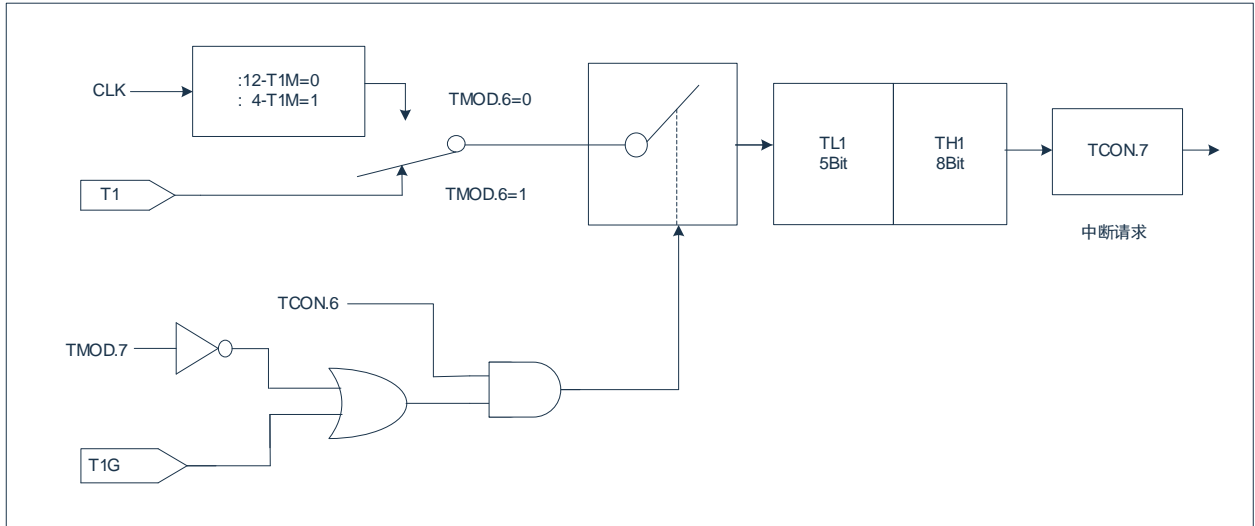 CLK
:12-T1M=0
: 4-T1M=1
TMOD.6=0
T1
TMOD.6=1
TL1
5Bit
TH1
8Bit
TCON.7
中断请求
TCON.6
TMOD.7
T1G